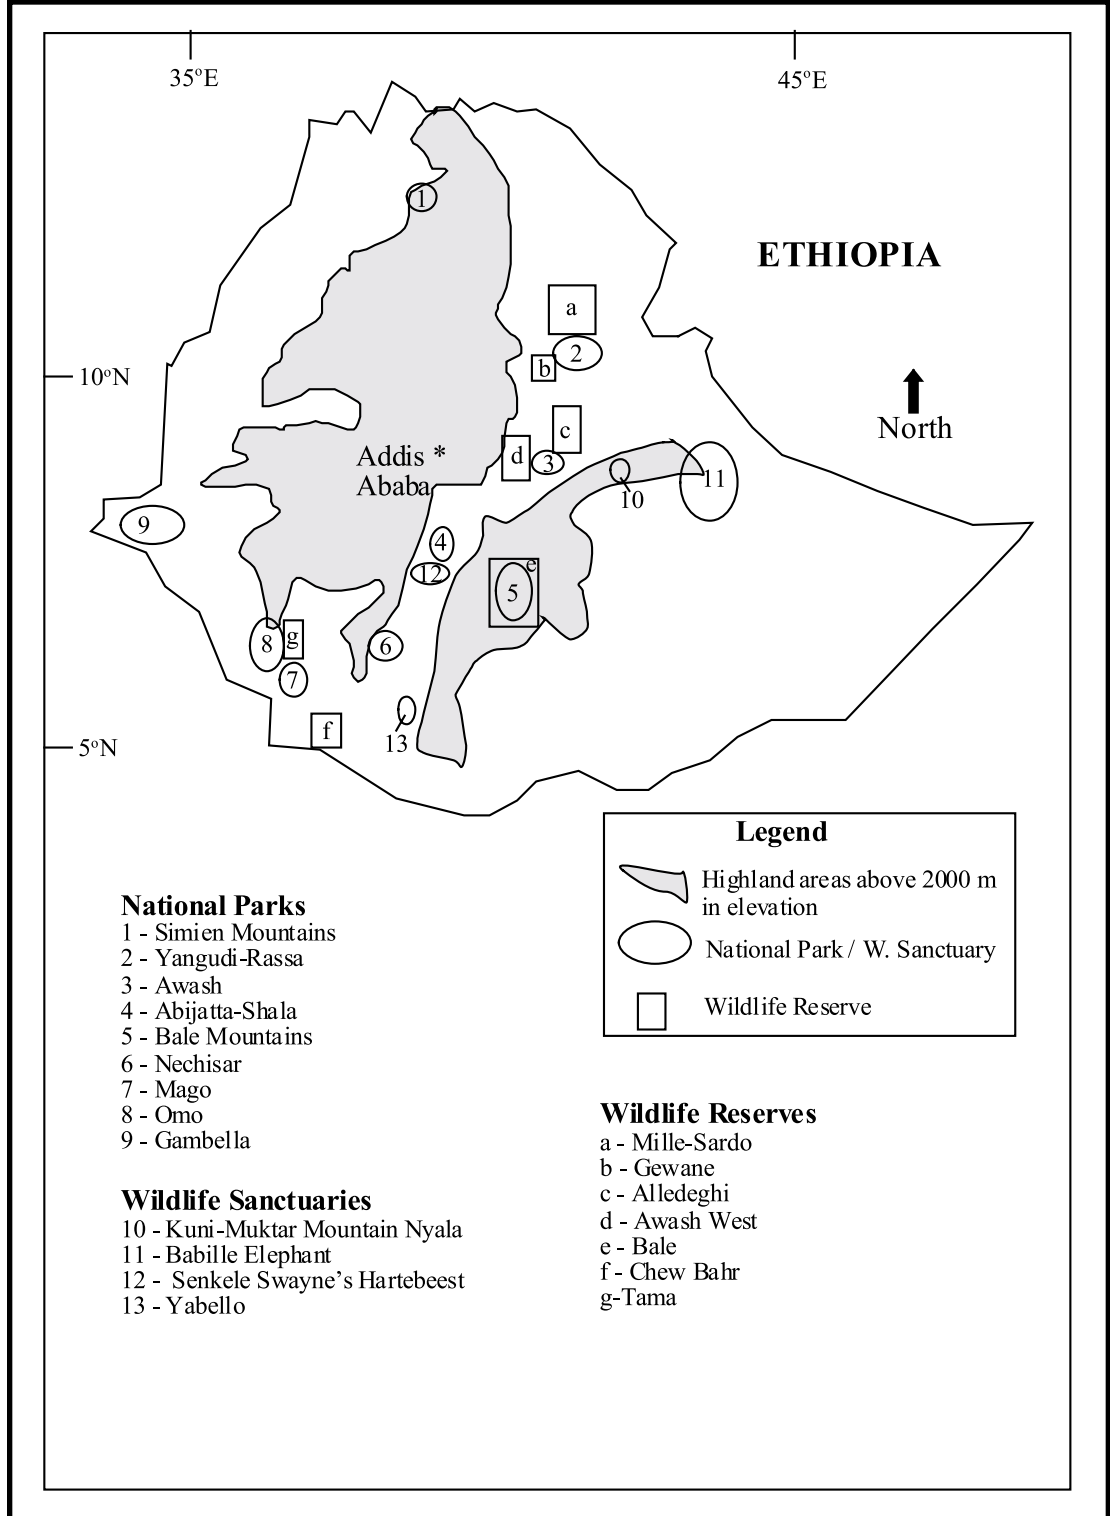 35ºE
45ºE
1
ETHIOPIA
a
2
b
10ºN
North
c
Addis *
Ababa
d
3
11
10
9
4
12
e
5
8
g
6
7
f
13
5ºN
Legend
Highland areas above 2000 m
in elevation
National Park / W. Sanctuary
Wildlife Reserve
National Parks
1 - Simien Mountains
2 - Yangudi-Rassa
3 - Awash
4 - Abijatta-Shala
5 - Bale Mountains
6 - Nechisar
7 - Mago
8 - Omo
9 - Gambella
Wildlife Sanctuaries
10 - Kuni-Muktar Mountain Nyala
11 - Babille Elephant
12 - Senkele Swayne’s Hartebeest
13 - Yabello
Wildlife Reserves
a - Mille-Sardo
b - Gewane
c - Alledeghi
d - Awash West
e - Bale
f - Chew Bahr
g-Tama